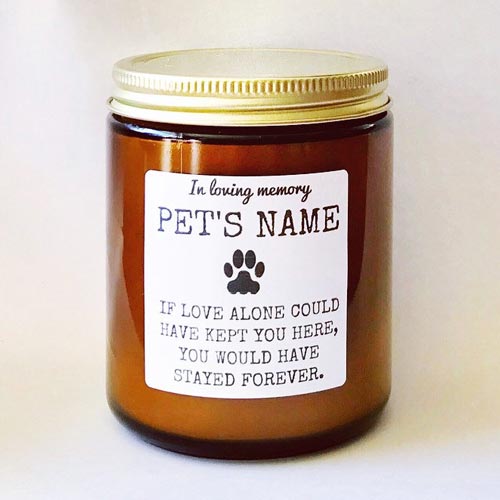 In loving memory
PET'S NAME
IF LOVE ALONE COULD
HAVE KEPT YOU HERE,
YOU WOULD HAVE
STAYED FOREVER.